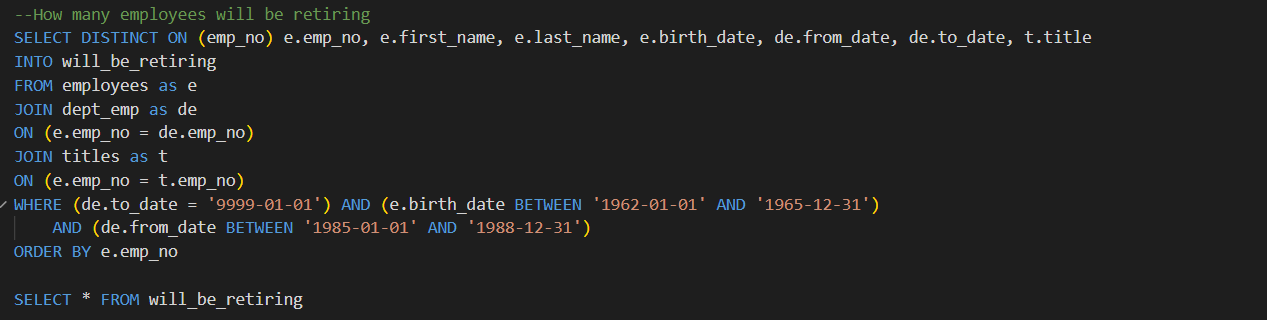 --How many employees will be retiring
SELECT DISTINCT ON (emp_no) e.emp_no, e.first_name, e.last_name, e.birth_date, de.from_date, de.to_date, t.title
INTO will_be_retiring
FROM employees as e
JOIN dept_emp as de
ON (e.emp_no = de.emp_no)
JOIN titles as t
ON (e.emp_no = t.emp_no)
WHERE (de.to_date = '9999-01-01') AND (e.birth_date BETWEEN '1962-01-01' AND '1965-12-31')
    AND (de.from_date BETWEEN '1985-01-01' AND '1988-12-31')
ORDER BY e.emp_no

SELECT * FROM will_be_retiring